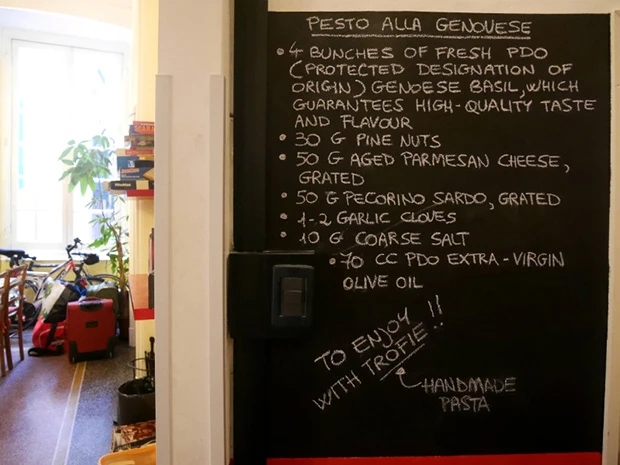 PESTO ALLA GENOVESE
• 4 BUNCHES OF FRESH PDO
(PROTECTED DESIGNATION OF
ORIGIN) GENOESE BASIL, WHICH
GUARANTEES HIGH-QUALITY TASTE
AND FLAVOUR
• 30 G PINE NUTS
• 50 G AGED PARMESAN CHEESE,
GRATED
• 50 G PECORINO SARDO, GRATED
• 1-2 GARLIC CLOVES
• 10 G COARSE SALT
• 70 CC PDO EXTRA-VIRGIN
OLIVE OIL
TO ENJOY !!
WITH TROFIE
HANDMADE
PASTA